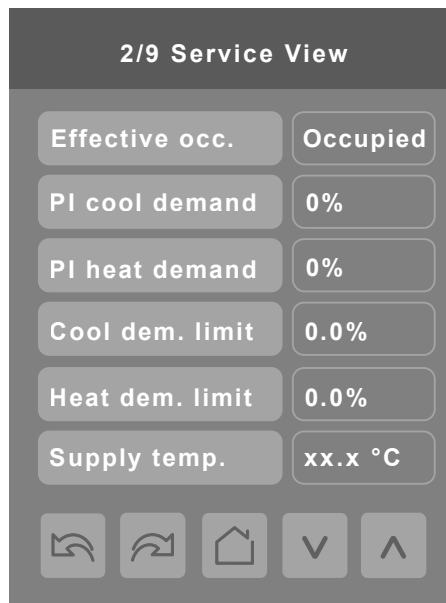 2/9 Service View
Effective occ. Occupied
PI cool demand 0%
PI heat demand 0%
Cool dem. limit 0.0%
Heat dem. limit 0.0%
Supply temp. xx.x °C